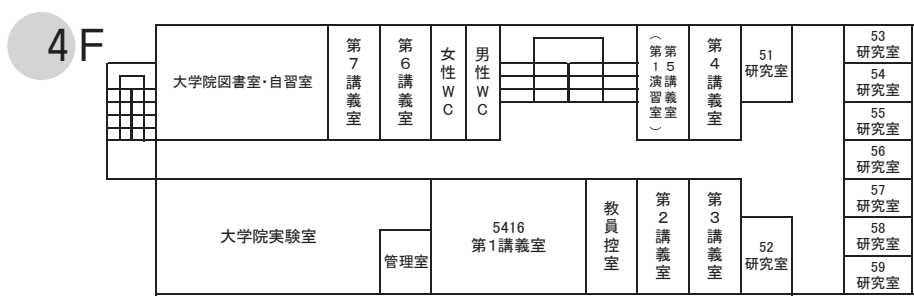 4F
大学院図書室・自習室
第7講義室
第6講義室
女性WC
男性WC
第5講義室
（第1演習室）
第4講義室
51
研究室
53
研究室
54
研究室
55
研究室
56
研究室
57
研究室
58
研究室
59
研究室
大学院実験室
管理室
5416
第1講義室
教員控室
第2講義室
第3講義室
52
研究室